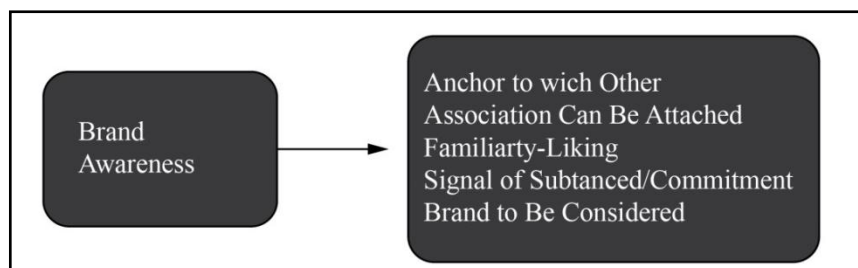 Brand
Awareness
Anchor to wich Other
Association Can Be Attached
Familiarty-Liking
Signal of Subtanced/Commitment
Brand to Be Considered